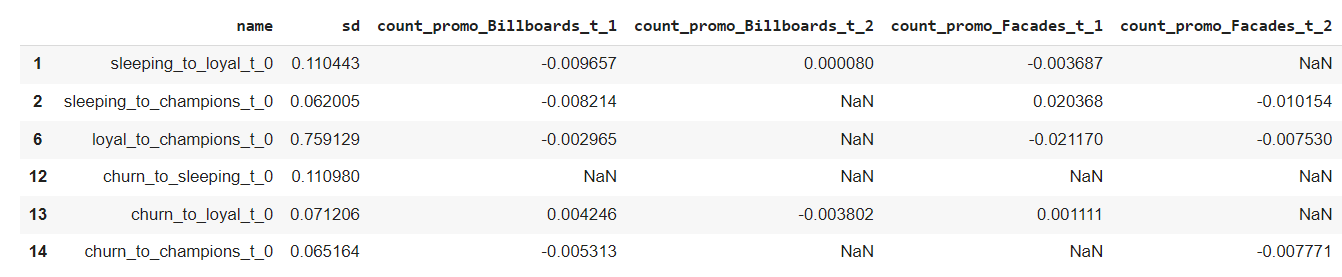 name sd count_promo_Billboards_t_1 count_promo_Billboards_t_2 count_promo_Facades_t_1 count_promo_Facades_t_2
1 sleeping_to_loyal_t_0 0.110443 -0.009657 0.000080 -0.003687 NaN
2 sleeping_to_champions_t_0 0.062005 -0.008214 NaN 0.020368 -0.010154
6 loyal_to_champions_t_0 0.759129 -0.002965 NaN -0.021170 -0.007530
12 churn_to_sleeping_t_0 0.110980 NaN NaN NaN NaN
13 churn_to_loyal_t_0 0.071206 0.004246 -0.003802 0.001111 NaN
14 churn_to_champions_t_0 0.065164 -0.005313 NaN NaN -0.007771